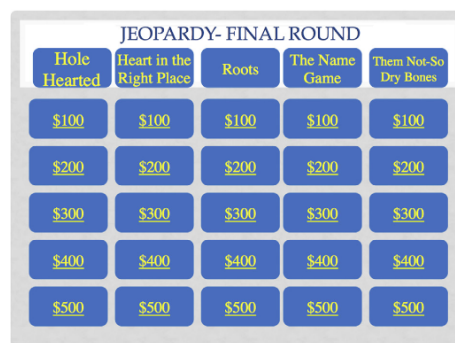 JEOPARDY- FINAL ROUND
Hole
Hearted
Heart in the
Right Place
Roots
The Name
Game
Them Not-So
Dry Bones
$100 $100 $100 $100 $100
$200 $200 $200 $200 $200
$300 $300 $300 $300 $300
$400 $400 $400 $400 $400
$500 $500 $500 $500 $500